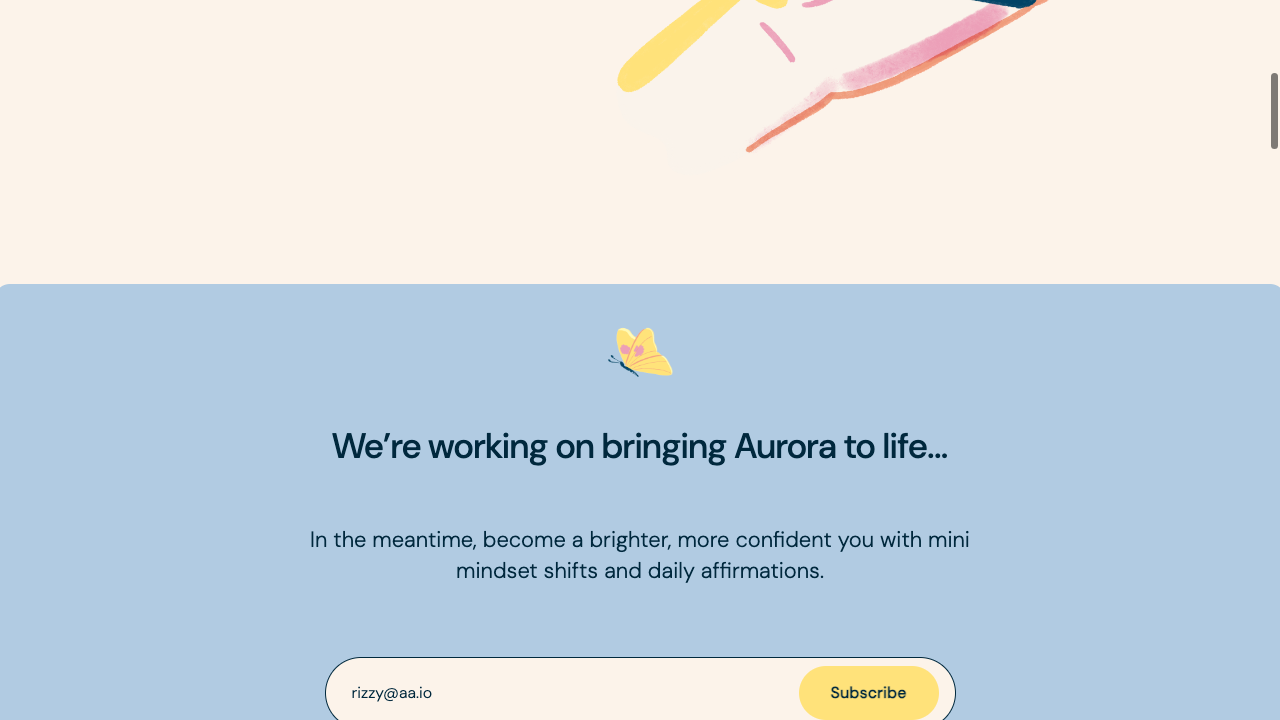 We’re working on bringing Aurora to life...
In the meantime, become a brighter, more confident you with mini
mindset shifts and daily affirmations.
rizzy@aa.io
Subscribe